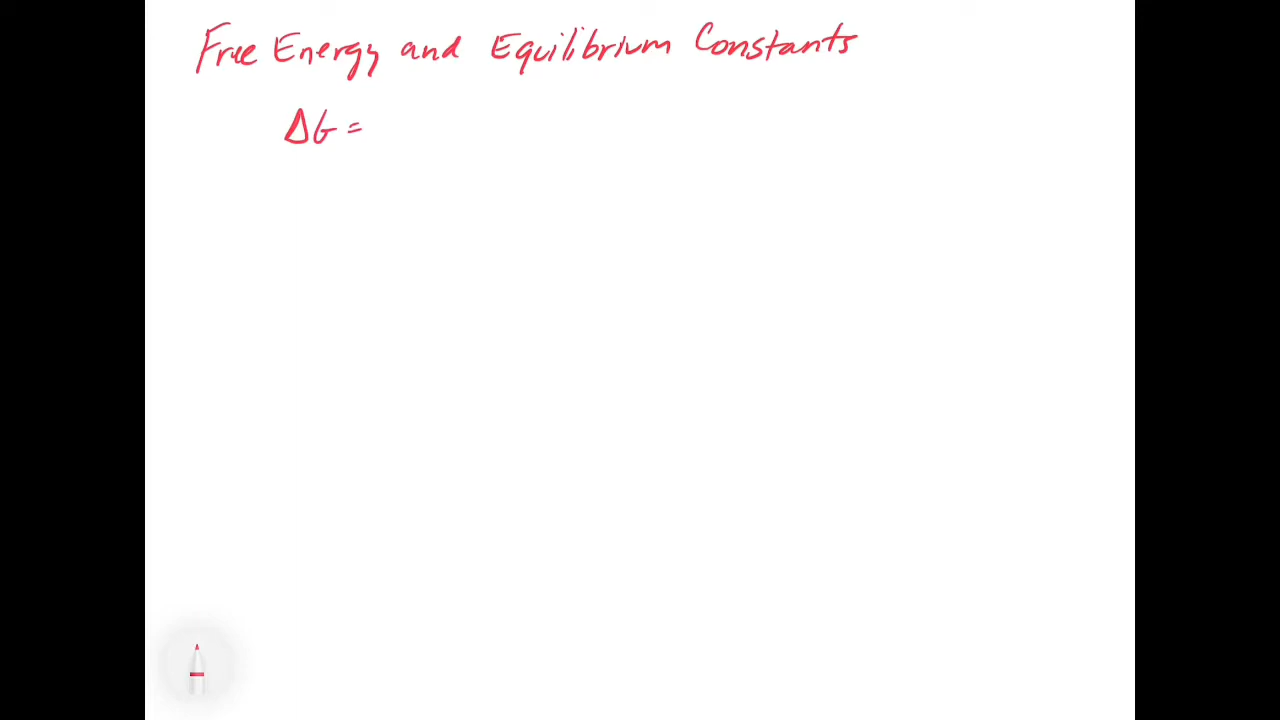 Free Energy and Equilibrium Constants
ΔG =